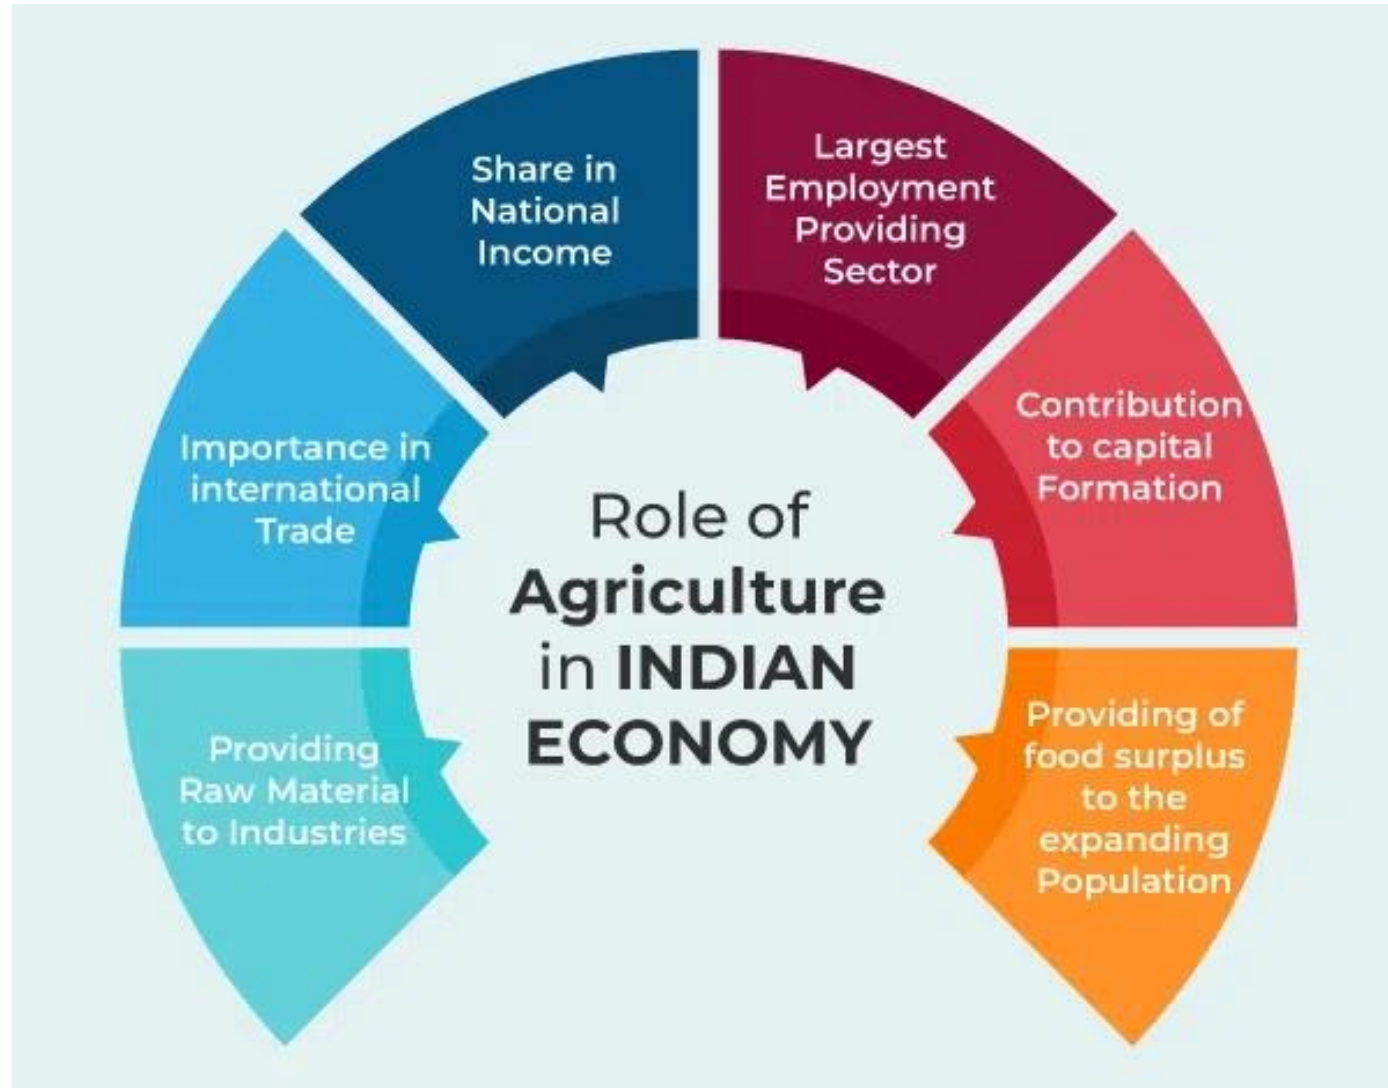 Share in
National
Income
Largest
Employment
Providing
Sector
Importance in
international
Trade
Contribution
to capital
Formation
Role of
Agriculture
in INDIAN
ECONOMY
Providing
Raw Material
to Industries
Providing of
food surplus
to the
expanding
Population